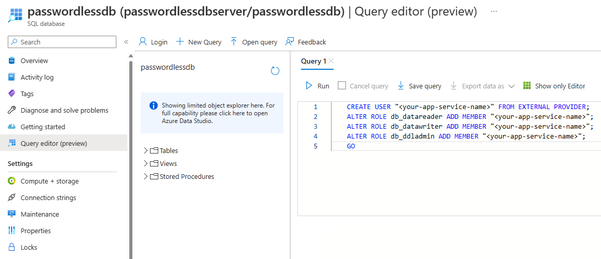 passwordlessdb (passwordlessdbserver/passwordlessdb) | Query editor (preview) ...
SQL database
Search
«
Overview
Activity log
Tags
Diagnose and solve problems
Getting started
Query editor (preview)
Settings
Compute + storage
Connection strings
Maintenance
Properties
Locks
Login
New Query
Open query
Feedback
passwordlessdb
Showing limited object explorer here. For
full capability please click here to open
Azure Data Studio.
Tables
Views
Stored Procedures
Query 1 ×
Run
Cancel query
Save query
Export data as
Show only Editor
1 CREATE USER "<your-app-service-name>" FROM EXTERNAL PROVIDER;
2 ALTER ROLE db_datareader ADD MEMBER "<your-app-service-name>";
3 ALTER ROLE db_datawriter ADD MEMBER "<your-app-service-name>";
4 ALTER ROLE db_ddladmin ADD MEMBER "<your-app-service-name>";
5 GO